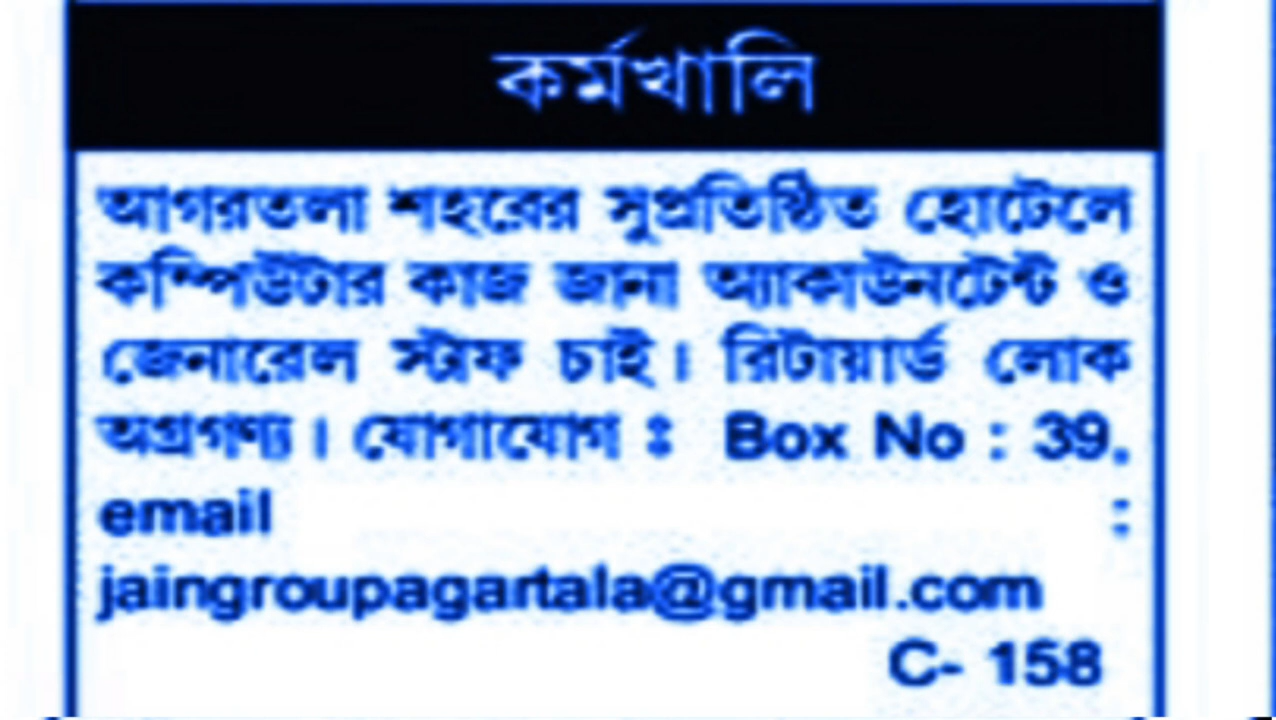 কর্মখালি
আগরতলা শহরের সুপ্রতিষ্ঠিত হোটেলে
কম্পিউটার কাজ জানা অ্যাকাউনটেন্ট ও
জেনারেল স্টাফ চাই। রিটায়ার্ড লোক
অগ্রগণ্য। যোগাযোগ ঃ Box No : 39,
email :
jaingroupagartala@gmail.com
C- 158